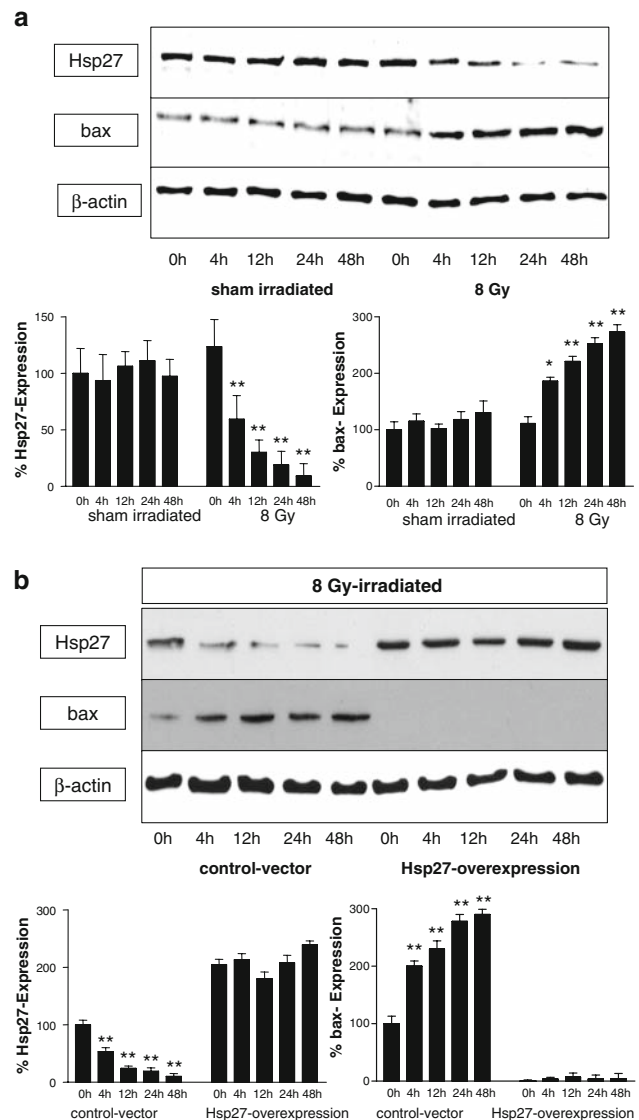 a
Hsp27
bax
β-actin
0h 4h 12h 24h 48h 0h 4h 12h 24h 48h
sham irradiated 8 Gy
% Hsp27-Expression
150
100
50
0
** ** ** **
0h 4h 12h 24h 48h 0h 4h 12h 24h 48h
sham irradiated 8 Gy
% bax- Expression
300
200
100
0
* ** ** **
0h 4h 12h 24h 48h 0h 4h 12h 24h 48h
sham irradiated 8 Gy
b
8 Gy-irradiated
Hsp27
bax
β-actin
0h 4h 12h 24h 48h 0h 4h 12h 24h 48h
control-vector Hsp27-overexpression
% Hsp27-Expression
300
200
100
0
** ** ** **
0h 4h 12h 24h 48h 0h 4h 12h 24h 48h
control-vector Hsp27-overexpression
% bax- Expression
300
200
100
0
** ** ** **
0h 4h 12h 24h 48h 0h 4h 12h 24h 48h
control-vector Hsp27-overexpression